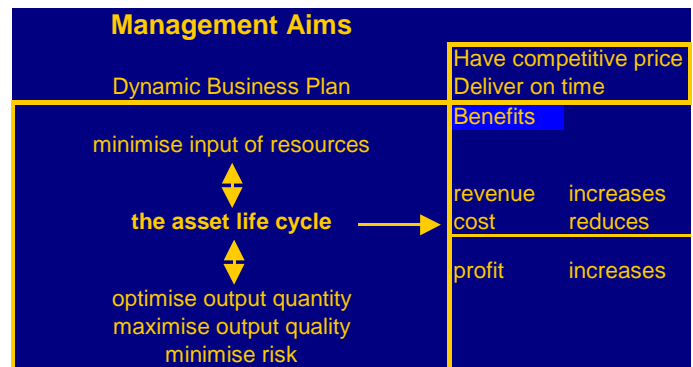 Management Aims
Have competitive price
Dynamic Business Plan
Deliver on time
Benefits
minimise input of resources
revenue increases
the asset life cycle
cost reduces
profit increases
optimise output quantity
maximise output quality
minimise risk